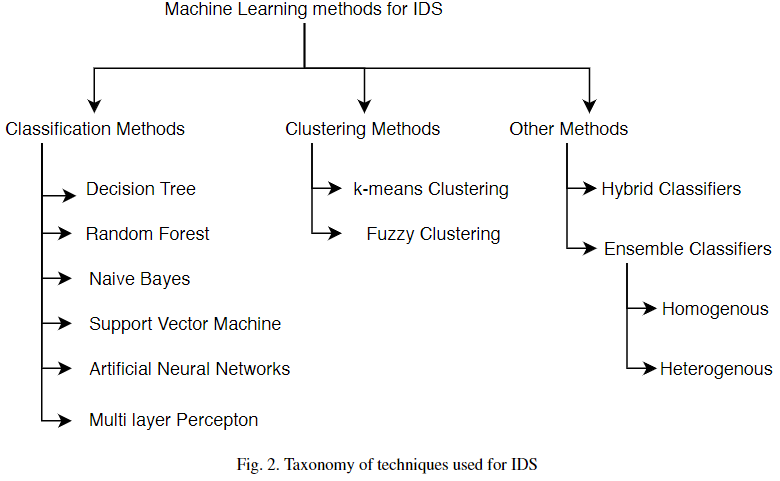 Machine Learning methods for IDS
Classification Methods
Decision Tree
Random Forest
Naive Bayes
Support Vector Machine
Artificial Neural Networks
Multi layer Percepton
Clustering Methods
k-means Clustering
Fuzzy Clustering
Other Methods
Hybrid Classifiers
Ensemble Classifiers
Homogenous
Heterogenous
Fig. 2. Taxonomy of techniques used for IDS